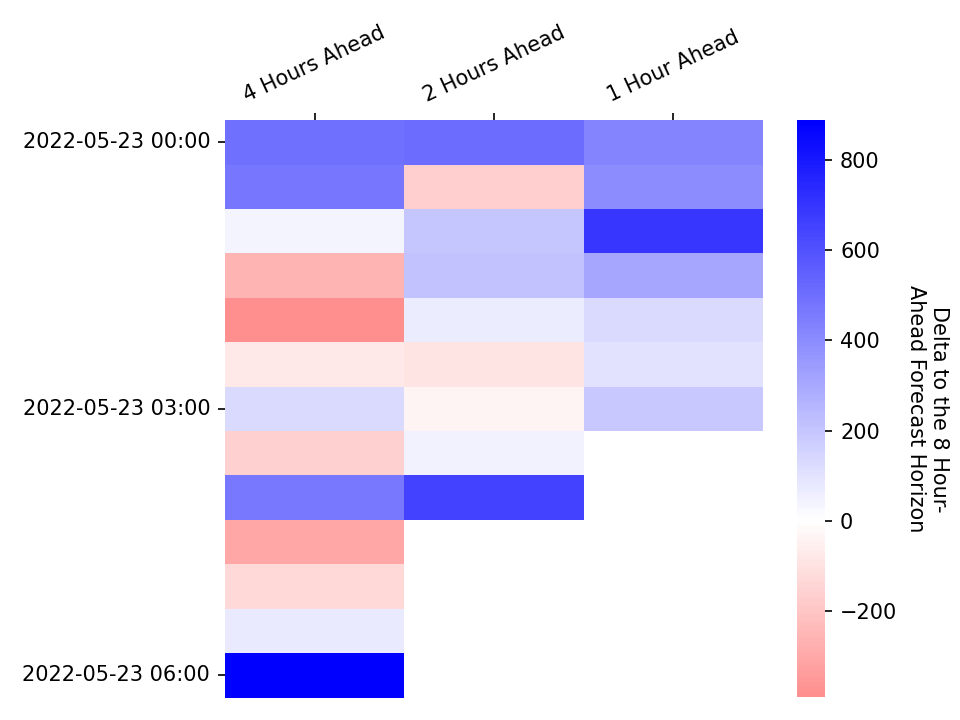 4 Hours Ahead
2 Hours Ahead
1 Hour Ahead
2022-05-23 00:00
2022-05-23 03:00
2022-05-23 06:00
800
600
400
200
0
−200
Delta to the 8 Hour-
Ahead Forecast Horizon